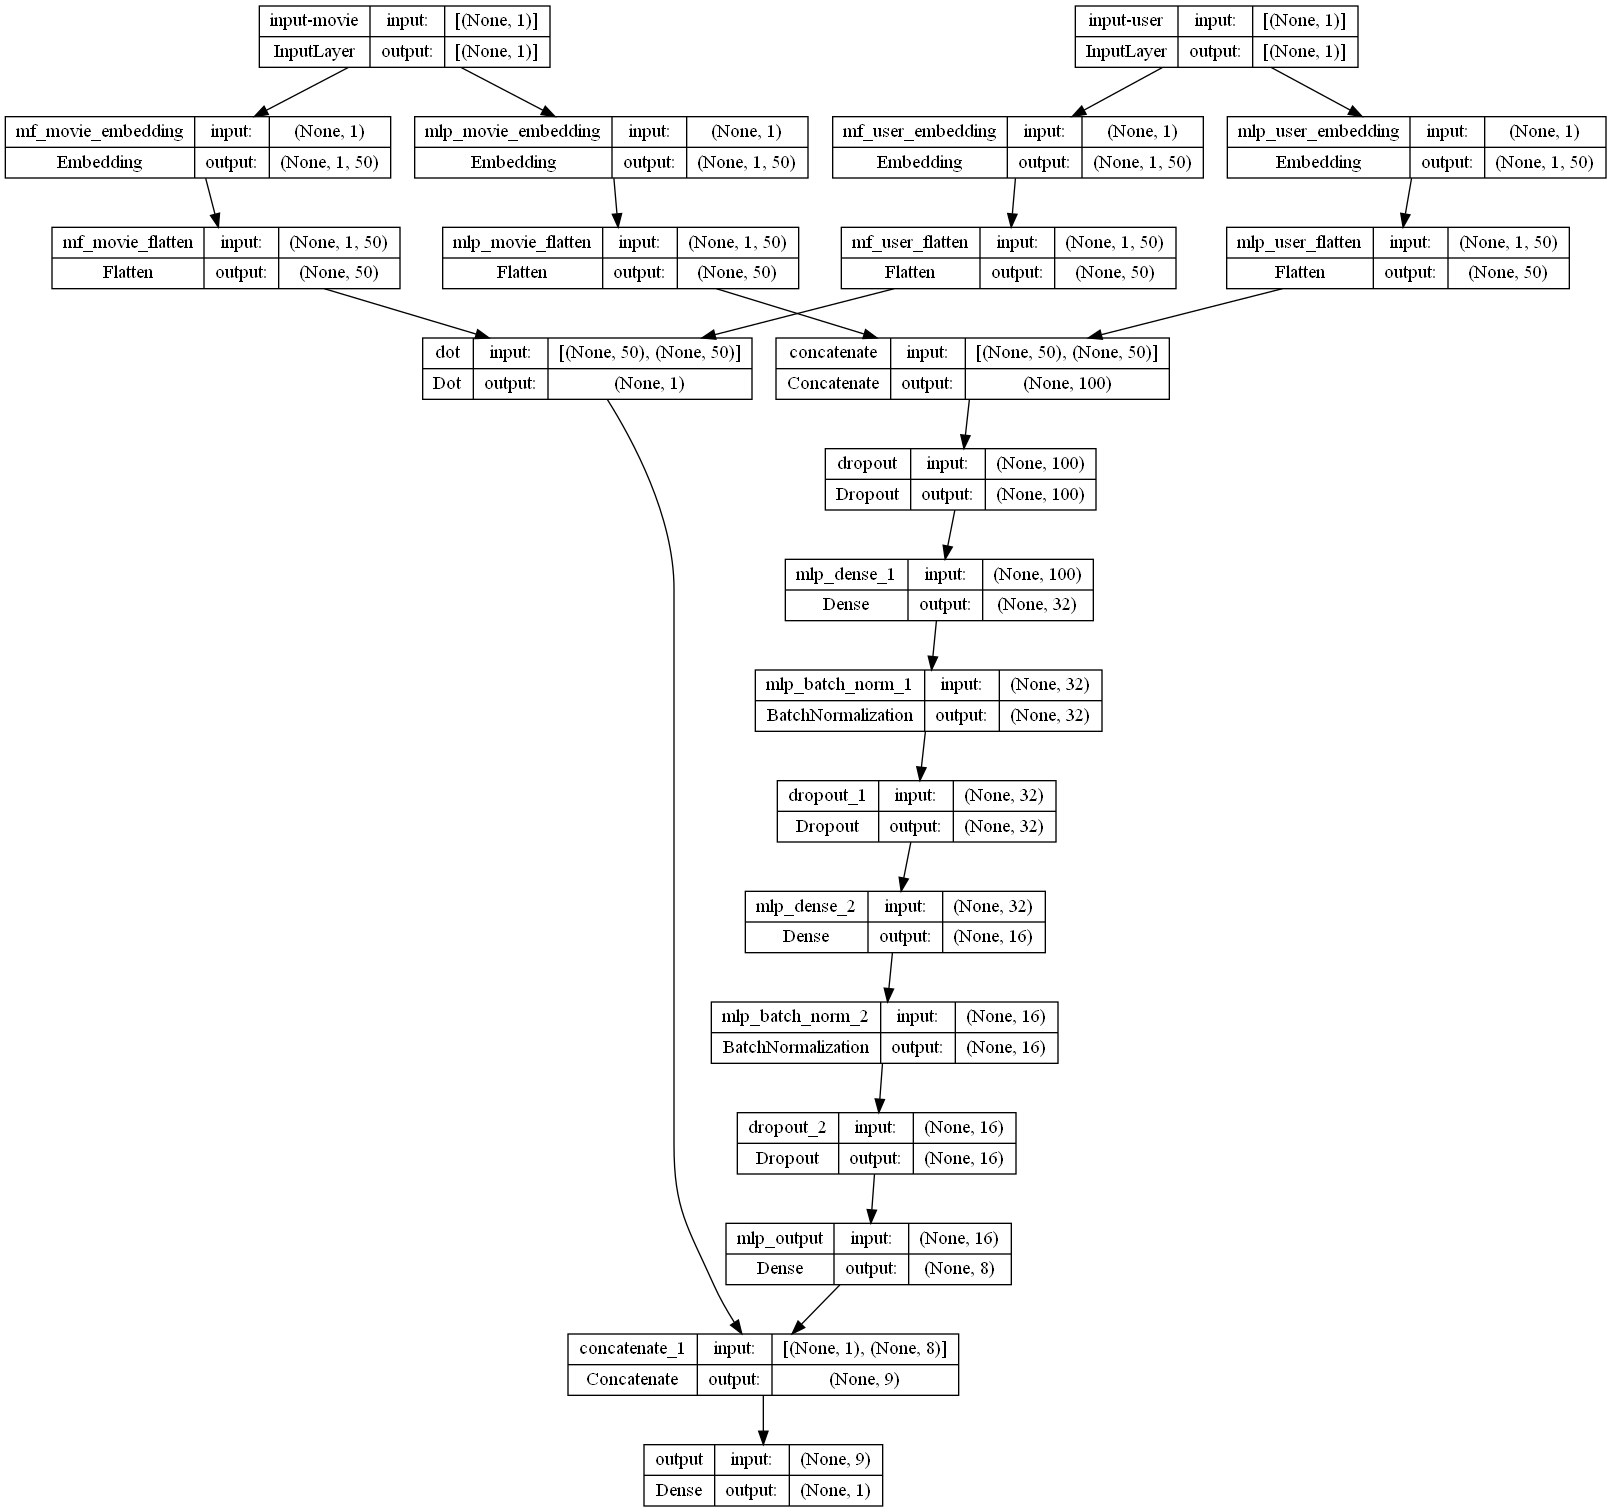 input-movie input: [(None, 1)]
InputLayer output: [(None, 1)]
input-user input: [(None, 1)]
InputLayer output: [(None, 1)]
mf_movie_embedding input: (None, 1)
Embedding output: (None, 1, 50)
mlp_movie_embedding input: (None, 1)
Embedding output: (None, 1, 50)
mf_user_embedding input: (None, 1)
Embedding output: (None, 1, 50)
mlp_user_embedding input: (None, 1)
Embedding output: (None, 1, 50)
mf_movie_flatten input: (None, 1, 50)
Flatten output: (None, 50)
mlp_movie_flatten input: (None, 1, 50)
Flatten output: (None, 50)
mf_user_flatten input: (None, 1, 50)
Flatten output: (None, 50)
mlp_user_flatten input: (None, 1, 50)
Flatten output: (None, 50)
dot input: [(None, 50), (None, 50)]
Dot output: (None, 1)
concatenate input: [(None, 50), (None, 50)]
Concatenate output: (None, 100)
dropout input: (None, 100)
Dropout output: (None, 100)
mlp_dense_1 input: (None, 100)
Dense output: (None, 32)
mlp_batch_norm_1 input: (None, 32)
BatchNormalization output: (None, 32)
dropout_1 input: (None, 32)
Dropout output: (None, 32)
mlp_dense_2 input: (None, 32)
Dense output: (None, 16)
mlp_batch_norm_2 input: (None, 16)
BatchNormalization output: (None, 16)
dropout_2 input: (None, 16)
Dropout output: (None, 16)
mlp_output input: (None, 16)
Dense output: (None, 8)
concatenate_1 input: [(None, 1), (None, 8)]
Concatenate output: (None, 9)
output input: (None, 9)
Dense output: (None, 1)